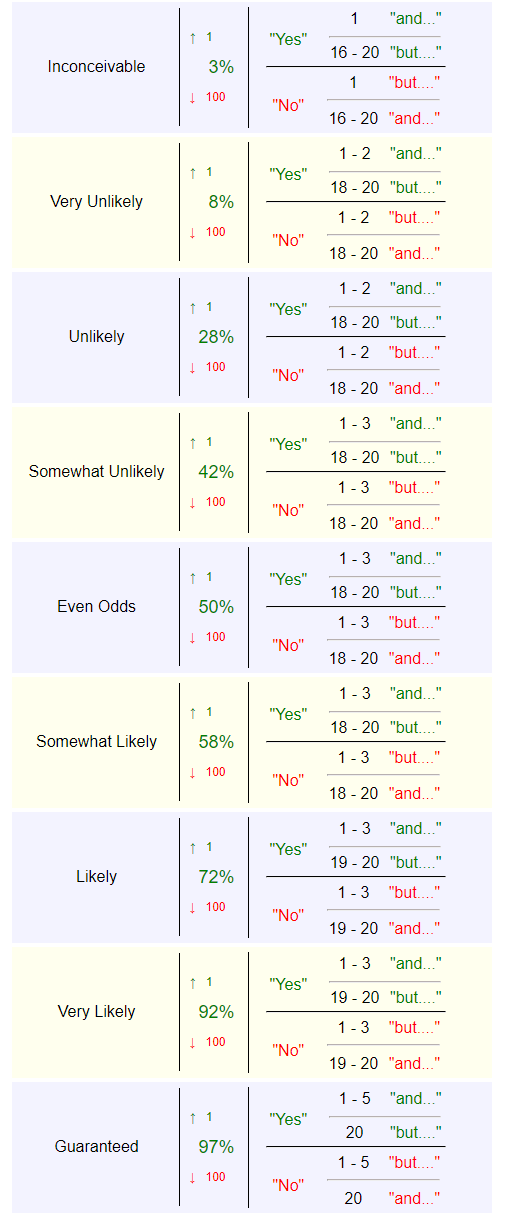 1 "and..."
↑ 1 "Yes"
16 - 20 "but...."
Inconceivable 3%
1 "but...."
↓ 100 "No"
16 - 20 "and..."
1 - 2 "and..."
↑ 1 "Yes"
18 - 20 "but...."
Very Unlikely 8%
1 - 2 "but...."
↓ 100 "No"
18 - 20 "and..."
1 - 2 "and..."
↑ 1 "Yes"
18 - 20 "but...."
Unlikely 28%
1 - 2 "but...."
↓ 100 "No"
18 - 20 "and..."
1 - 3 "and..."
↑ 1 "Yes"
18 - 20 "but...."
Somewhat Unlikely 42%
1 - 3 "but...."
↓ 100 "No"
18 - 20 "and..."
1 - 3 "and..."
↑ 1 "Yes"
18 - 20 "but...."
Even Odds 50%
1 - 3 "but...."
↓ 100 "No"
18 - 20 "and..."
1 - 3 "and..."
↑ 1 "Yes"
18 - 20 "but...."
Somewhat Likely 58%
1 - 3 "but...."
↓ 100 "No"
18 - 20 "and..."
1 - 3 "and..."
↑ 1 "Yes"
19 - 20 "but...."
Likely 72%
1 - 3 "but...."
↓ 100 "No"
19 - 20 "and..."
1 - 3 "and..."
↑ 1 "Yes"
19 - 20 "but...."
Very Likely 92%
1 - 3 "but...."
↓ 100 "No"
19 - 20 "and..."
1 - 5 "and..."
↑ 1 "Yes"
20 "but...."
Guaranteed 97%
1 - 5 "but...."
↓ 100 "No"
20 "and..."